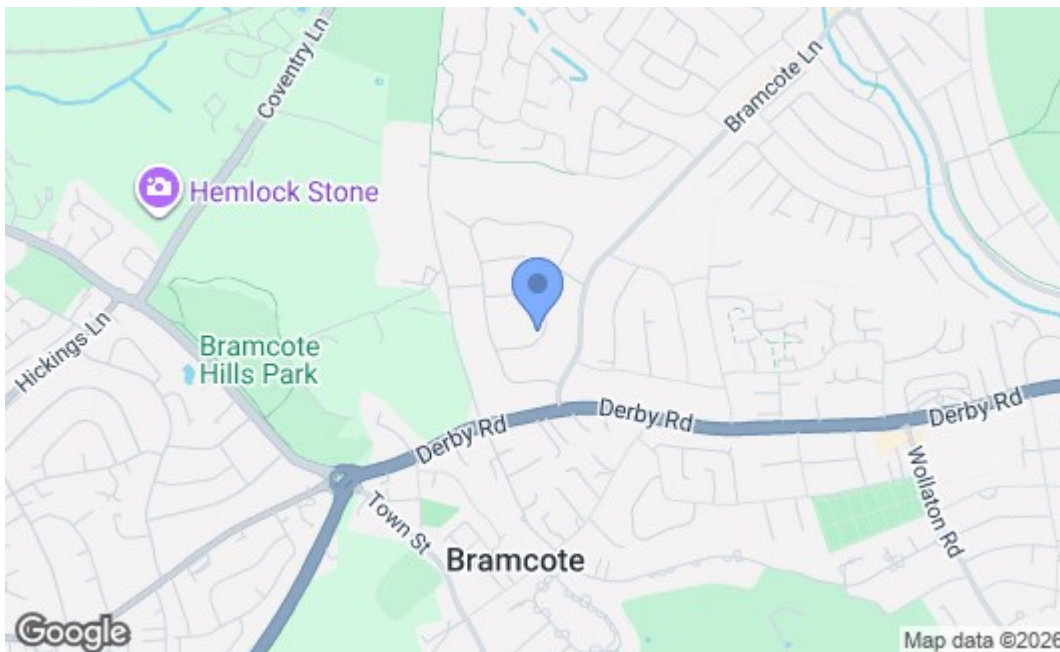 Coventry Ln
Bramcote Ln
Hemlock Stone
Hickings Ln
Bramcote
Hills Park
Derby Rd
Derby Rd
Derby Rd
Wollaton Rd
Town St
Bramcote
Google
Map data ©2026